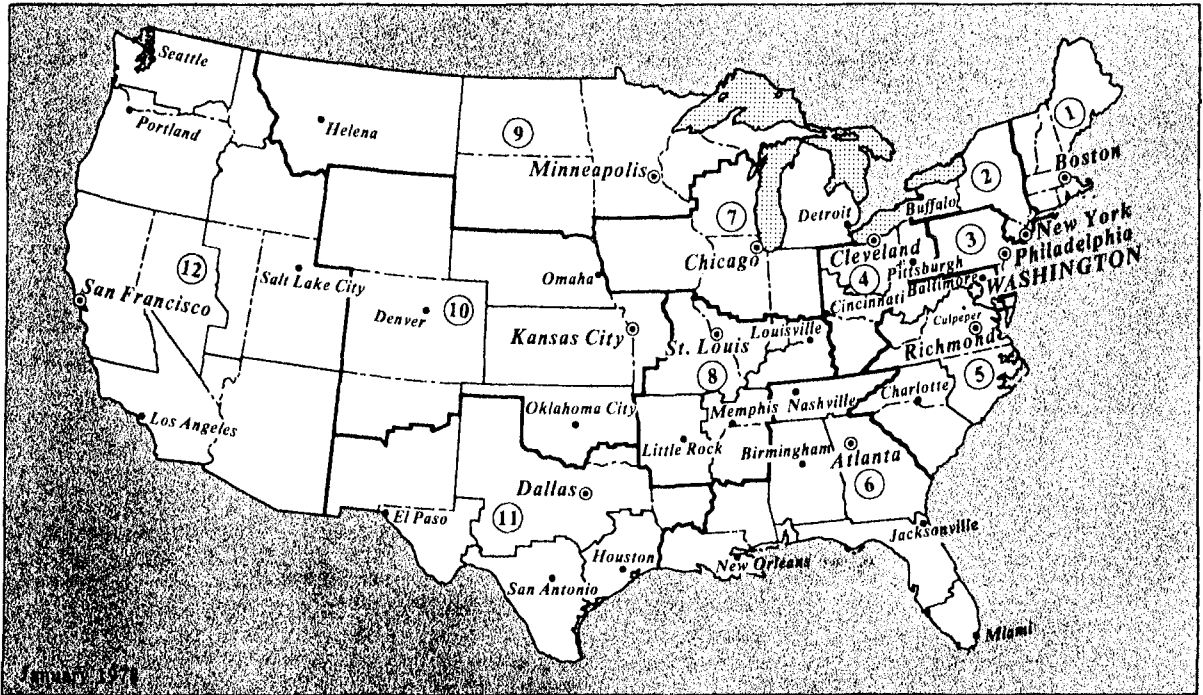 Seattle
Portland
Helena
9
Minneapolis
1
Boston
2
Buffalo
New York
Philadelphia
WASHINGTON
3
7
Detroit
Chicago
Cleveland
4
Pittsburgh
Cincinnati
Baltimore
12
San Francisco
Salt Lake City
Omaha
Denver
10
Kansas City
St. Louis
Louisville
8
Culpeper
Richmond
5
Los Angeles
Oklahoma City
Memphis
Nashville
Charlotte
Little Rock
Birmingham
Atlanta
6
Dallas
11
El Paso
Houston
San Antonio
New Orleans
Jacksonville
Miami